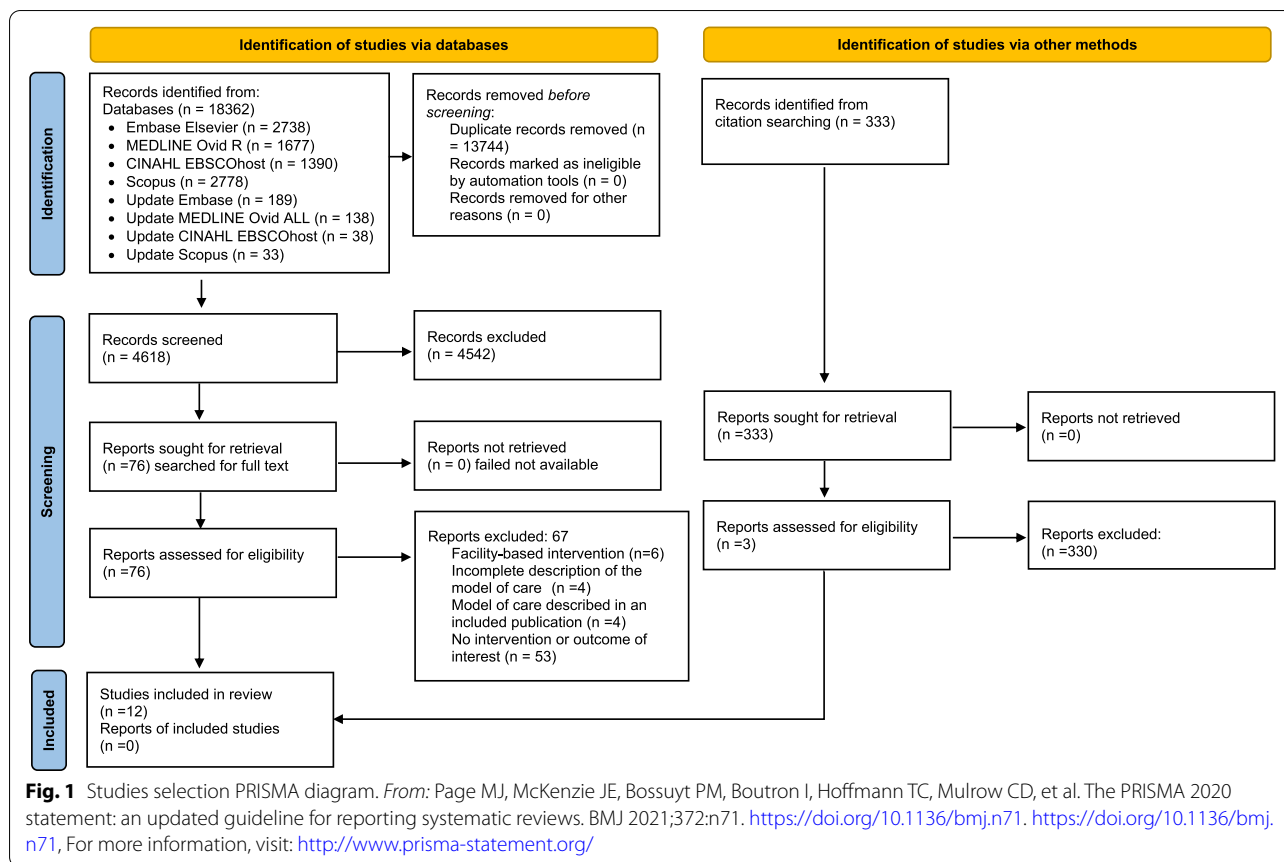 Identification of studies via databases
Identification of studies via other methods
Identification
Records identified from:
Databases (n = 18362)
• Embase Elsevier (n = 2738)
• MEDLINE Ovid R (n = 1677)
• CINAHL EBSCOhost (n = 1390)
• Scopus (n = 2778)
• Update Embase (n = 189)
• Update MEDLINE Ovid ALL (n = 138)
• Update CINAHL EBSCOhost (n = 38)
• Update Scopus (n = 33)
Records removed before
screening:
Duplicate records removed (n
= 13744)
Records marked as ineligible
by automation tools (n = 0)
Records removed for other
reasons (n = 0)
Records identified from
citation searching (n = 333)
Screening
Records screened
(n = 4618)
Records excluded
(n = 4542)
Reports sought for retrieval
(n =76) searched for full text
Reports not retrieved
(n = 0) failed not available
Reports sought for retrieval
(n =333)
Reports not retrieved
(n =0)
Reports assessed for eligibility
(n =76)
Reports excluded: 67
Facility-based intervention (n=6)
Incomplete description of the
model of care (n =4)
Model of care described in an
included publication (n =4)
No intervention or outcome of
interest (n = 53)
Reports assessed for eligibility
(n =3)
Reports excluded:
(n =330)
Included
Studies included in review
(n =12)
Reports of included studies
(n =0)
Fig. 1 Studies selection PRISMA diagram. From: Page MJ, McKenzie JE, Bossuyt PM, Boutron I, Hoffmann TC, Mulrow CD, et al. The PRISMA 2020
statement: an updated guideline for reporting systematic reviews. BMJ 2021;372:n71. https://doi.org/10.1136/bmj.n71. https://doi.org/10.1136/bmj.
n71, For more information, visit: http://www.prisma-statement.org/